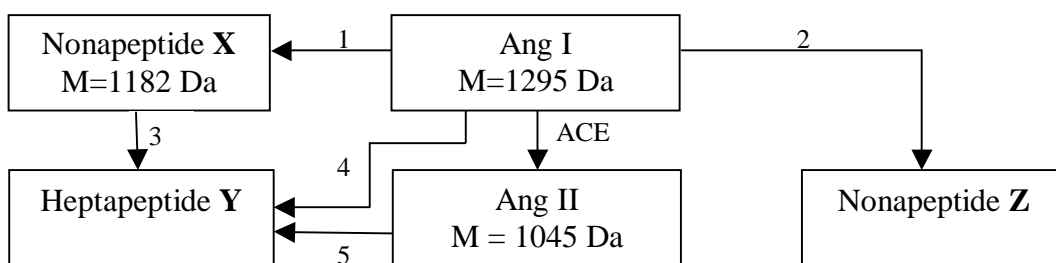 Nonapeptide X
M=1182 Da
1
Ang I
M=1295 Da
2
3
4
ACE
Heptapeptide Y
5
Ang II
M = 1045 Da
Nonapeptide Z